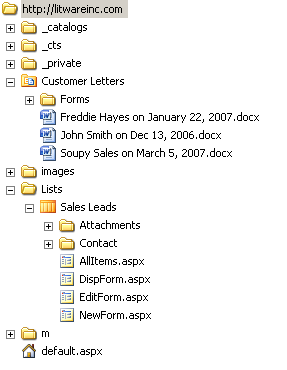 http://litwareinc.com
_catalogs
_cts
_private
Customer Letters
Forms
Freddie Hayes on January 22, 2007.docx
John Smith on Dec 13, 2006.docx
Soupy Sales on March 5, 2007.docx
images
Lists
Sales Leads
Attachments
Contact
AllItems.aspx
DispForm.aspx
EditForm.aspx
NewForm.aspx
m
default.aspx